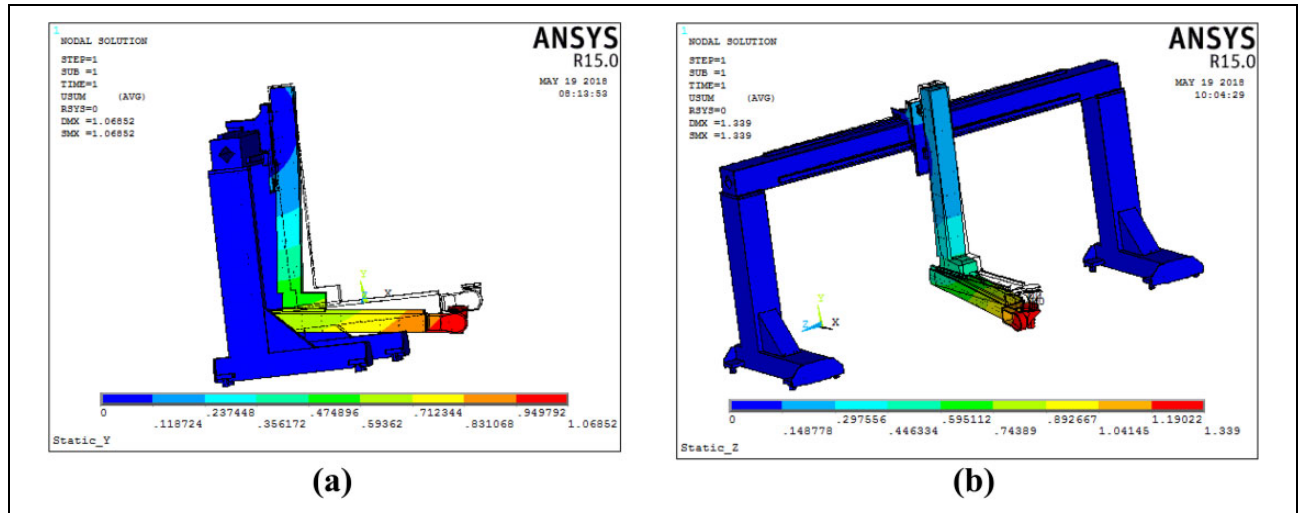 1
NODAL SOLUTION
STEP=1
SUB =1
TIME=1
USUM (AVG)
RSYS=0
DMX =1.06852
SMX =1.06852
ANSYS
R15.0
MAY 19 2018
08:13:53
Y
X
0 .237448 .474896 .712344 .949792
.118724 .356172 .59362 .831068 1.06852
Static_Y
(a)
1
NODAL SOLUTION
STEP=1
SUB =1
TIME=1
USUM (AVG)
RSYS=0
DMX =1.339
SMX =1.339
ANSYS
R15.0
MAY 19 2018
10:04:29
Y
Z X
0 .297556 .595112 .892667 1.19022
.148778 .446334 .74389 1.04145 1.339
Static_Z
(b)